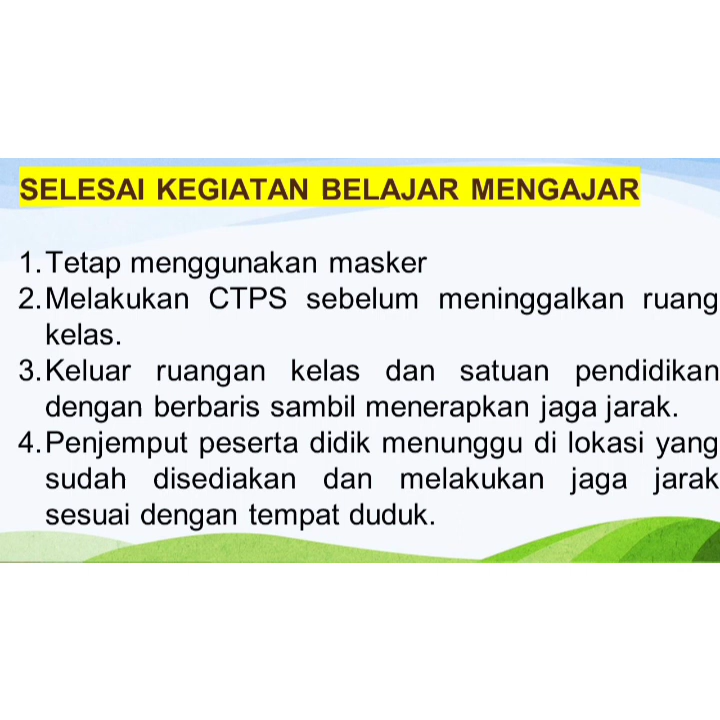 SELESAI KEGIATAN BELAJAR MENGAJAR
1.Tetap menggunakan masker
2.Melakukan CTPS sebelum meninggalkan ruang
kelas.
3.Keluar ruangan kelas dan satuan pendidikan
dengan berbaris sambil menerapkan jaga jarak.
4.Penjemput peserta didik menunggu di lokasi yang
sudah disediakan dan melakukan jaga jarak
sesuai dengan tempat duduk.